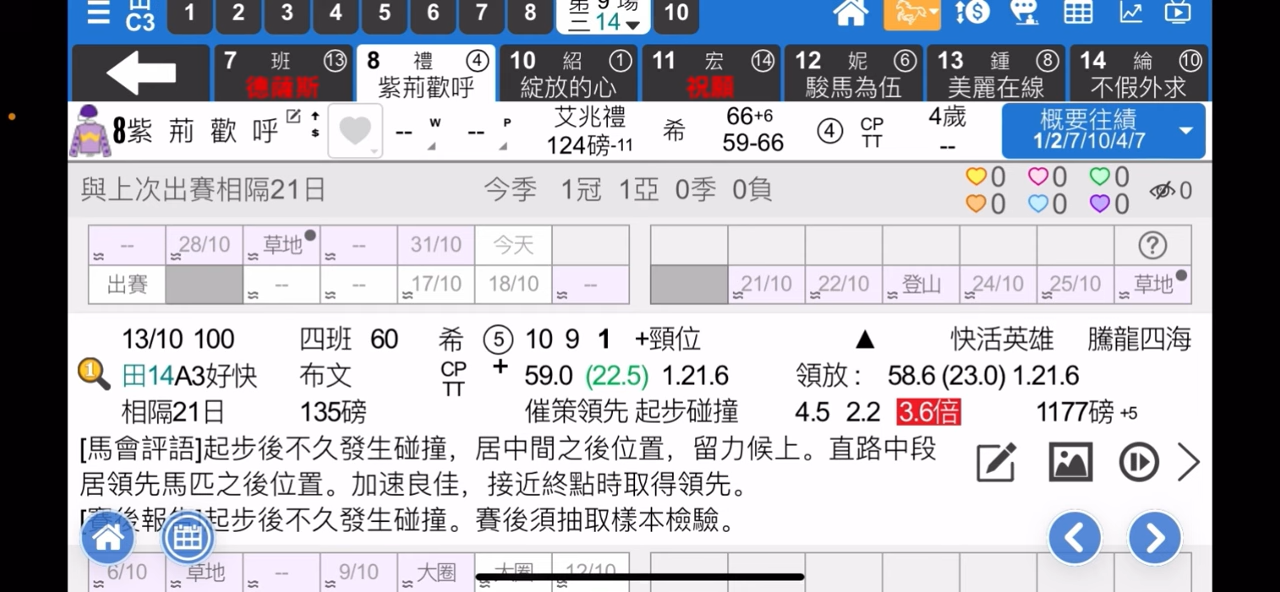 田
C3
1 2 3 4 5 6 7 8
第 9 場
二 14
10
7 班 13
德薩斯
8 禮 4
紫荊歡呼
10 紹 1
綻放的心
11 宏 14
祝願
12 妮 6
駿馬為伍
13 鍾 8
美麗在線
14 綸 10
不假外求
8 紫荊歡呼
$
-- W -- P
艾兆禮
124磅-11
希
66+6
59-66
4
CP
TT
4歲
--
概要往績
1/2/7/10/4/7
與上次出賽相隔21日 今季 1冠 1亞 0季 0負
0 0 0
0 0 0
0
-- 28/10 草地 -- 31/10 今天 ?
出賽 -- -- 17/10 18/10 -- 21/10 22/10 登山 24/10 25/10 草地
13/10 100 四班 60 希 5 10 9 1 +頸位 ▲ 快活英雄 騰龍四海
1 田14A3好快 布文 CP TT + 59.0 (22.5) 1.21.6 領放： 58.6 (23.0) 1.21.6
相隔21日 135磅 催策領先 起步碰撞 4.5 2.2 3.6倍 1177磅 +5
[馬會評語]起步後不久發生碰撞，居中間之後位置，留力候上。直路中段
居領先馬匹之後位置。加速良佳，接近終點時取得領先。
[賽後報告]起步後不久發生碰撞。賽後須抽取樣本檢驗。
6/10 草地 -- 9/10 大圈 大圈 12/10